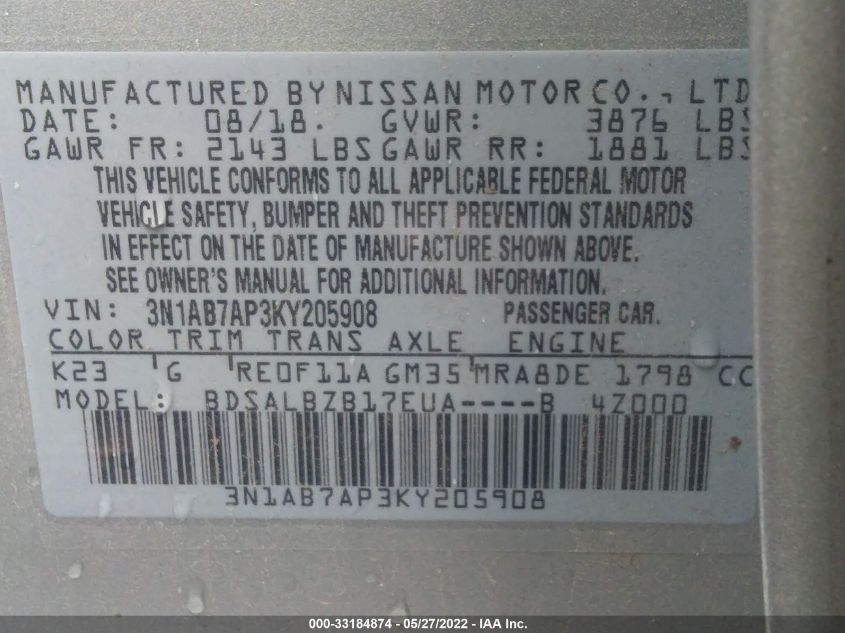 MANUFACTURED BY NISSAN MOTOR CO., LTD
DATE: 08/18. GVWR: 3876 LBS
GAWR FR: 2143 LBS GAWR RR: 1881 LBS
THIS VEHICLE CONFORMS TO ALL APPLICABLE FEDERAL MOTOR
VEHICLE SAFETY, BUMPER AND THEFT PREVENTION STANDARDS
IN EFFECT ON THE DATE OF MANUFACTURE SHOWN ABOVE.
SEE OWNER'S MANUAL FOR ADDITIONAL INFORMATION.
VIN: 3N1AB7AP3KY205908 PASSENGER CAR.
COLOR TRIM TRANS AXLE ENGINE
K23 G RE0F11A GM35 MRA8DE 1798 CC
MODEL: BDSALBZB17EUA----B 4Z000
3N1AB7AP3KY205908
000-33184874 — 05/27/2022 — IAA Inc.